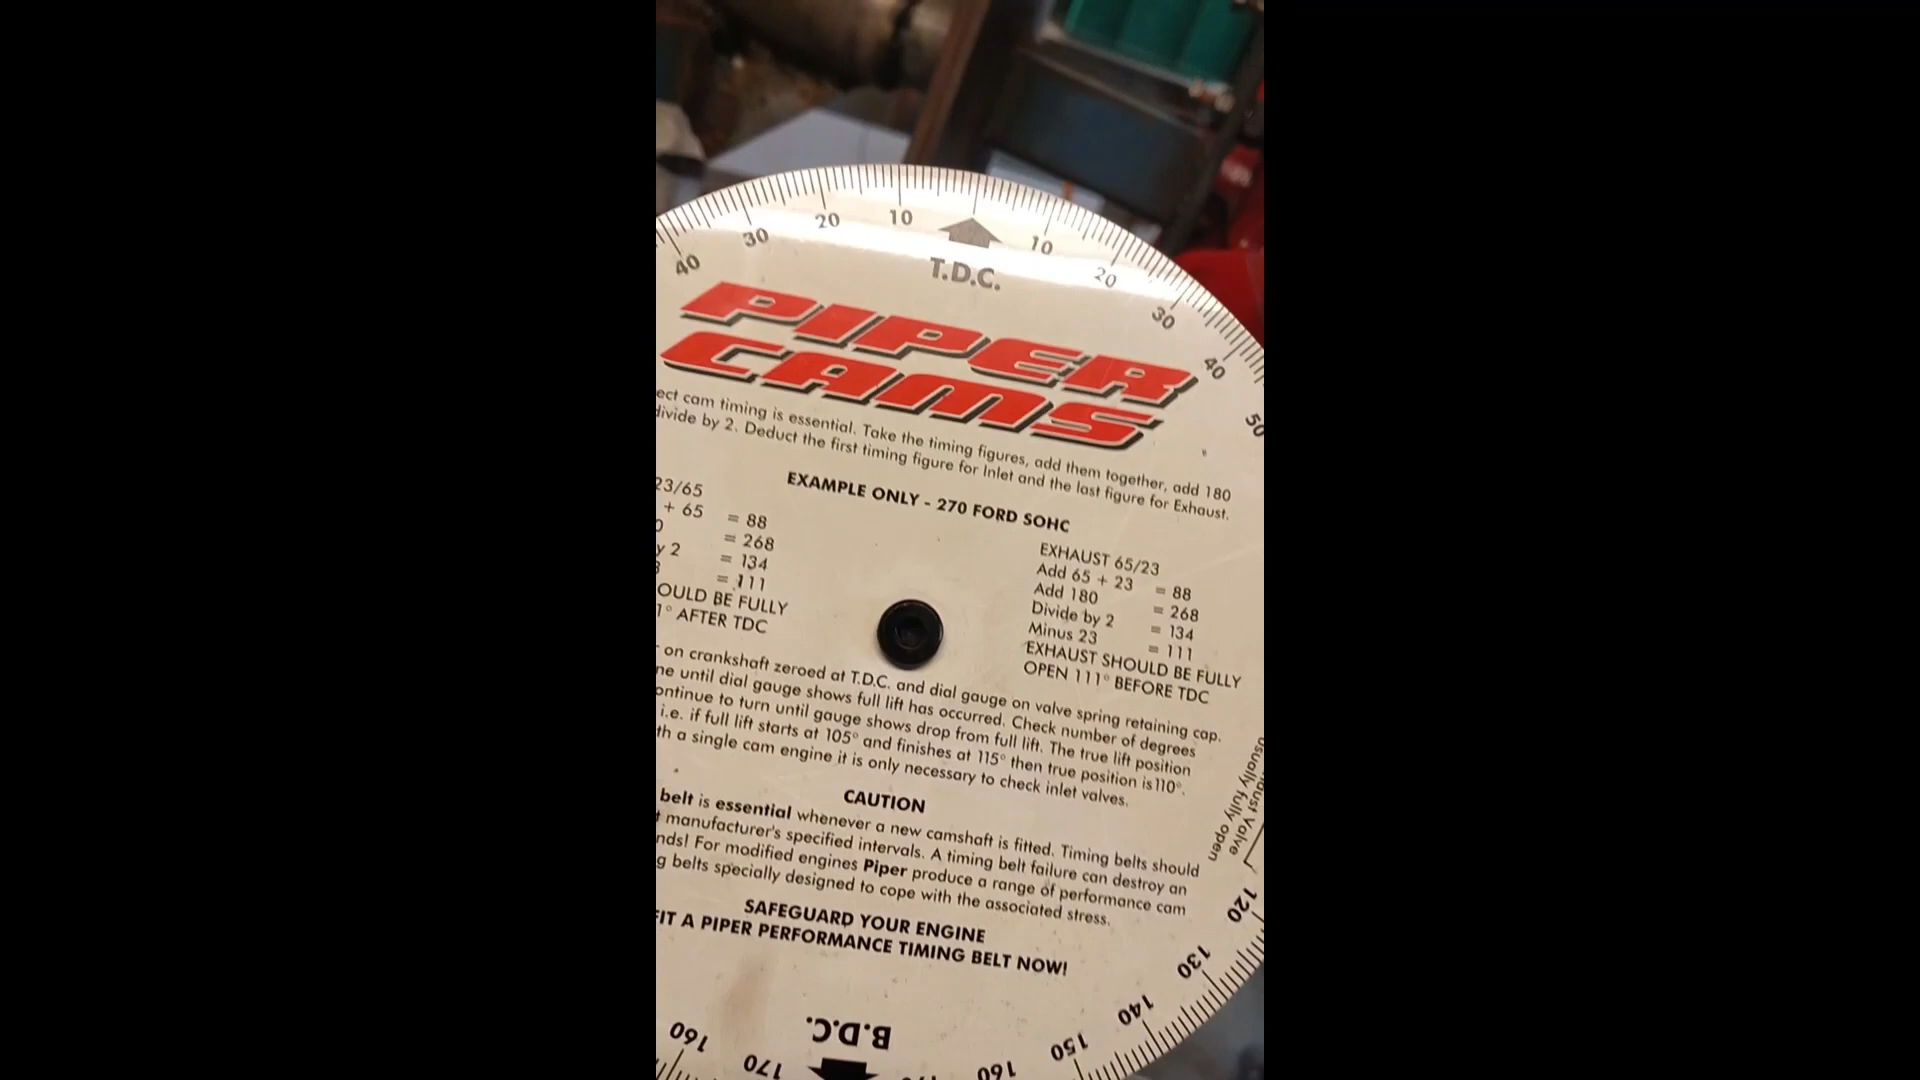 40 30 20 10 10 20 30 40 50
T.D.C.
PIPER
CAMS
ect cam timing is essential. Take the timing figures, add them together, add 180
divide by 2. Deduct the first timing figure for Inlet and the last figure for Exhaust.
EXAMPLE ONLY - 270 FORD SOHC
23/65
+ 65 = 88
0 = 268
y 2 = 134
3 = 111
OULD BE FULLY
1° AFTER TDC
EXHAUST 65/23
Add 65 + 23 = 88
Add 180 = 268
Divide by 2 = 134
Minus 23 = 111
EXHAUST SHOULD BE FULLY
OPEN 111° BEFORE TDC
on crankshaft zeroed at T.D.C. and dial gauge on valve spring retaining cap.
ne until dial gauge shows full lift has occurred. Check number of degrees
ontinue to turn until gauge shows drop from full lift. The true lift position
i.e. if full lift starts at 105° and finishes at 115° then true position is 110°.
th a single cam engine it is only necessary to check inlet valves.
CAUTION
belt is essential whenever a new camshaft is fitted. Timing belts should
t manufacturer's specified intervals. A timing belt failure can destroy an
nds! For modified engines Piper produce a range of performance cam
g belts specially designed to cope with the associated stress.
SAFEGUARD YOUR ENGINE
FIT A PIPER PERFORMANCE TIMING BELT NOW!
haust Valve
usually fully open
120
130
140
150
160
B.D.C.
170
160